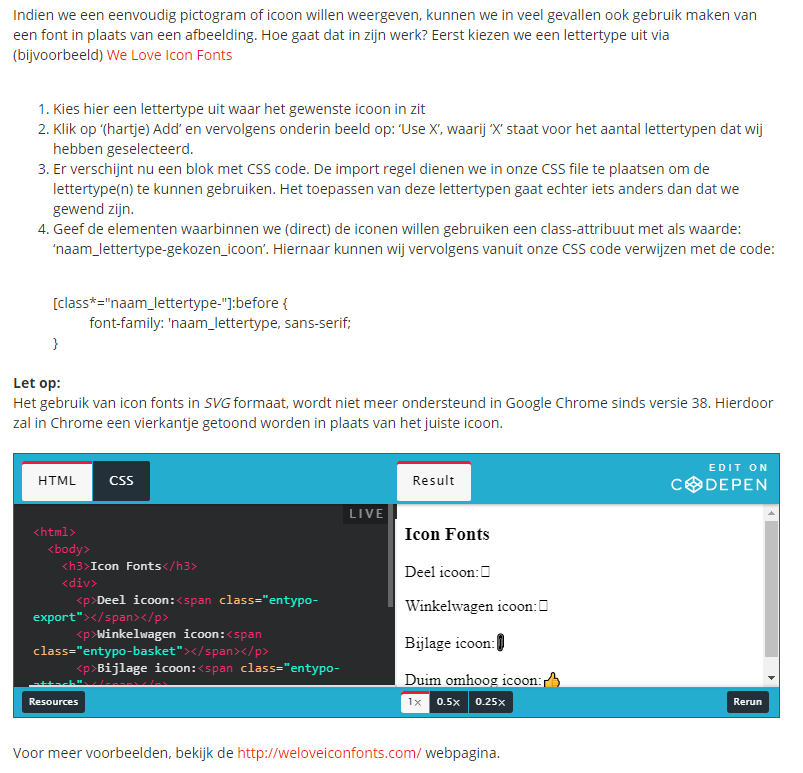 Indien we een eenvoudig pictogram of icoon willen weergeven, kunnen we in veel gevallen ook gebruik maken van
een font in plaats van een afbeelding. Hoe gaat dat in zijn werk? Eerst kiezen we een lettertype uit via
(bijvoorbeeld) We Love Icon Fonts
1. Kies hier een lettertype uit waar het gewenste icoon in zit
2. Klik op ‘(hartje) Add’ en vervolgens onderin beeld op: ‘Use X’, waarij ‘X’ staat voor het aantal lettertypen dat wij
hebben geselecteerd.
3. Er verschijnt nu een blok met CSS code. De import regel dienen we in onze CSS file te plaatsen om de
lettertype(n) te kunnen gebruiken. Het toepassen van deze lettertypen gaat echter iets anders dan dat we
gewend zijn.
4. Geef de elementen waarbinnen we (direct) de iconen willen gebruiken een class-attribuut met als waarde:
‘naam_lettertype-gekozen_icoon’. Hiernaar kunnen wij vervolgens vanuit onze CSS code verwijzen met de code:
[class*="naam_lettertype-"]:before {
font-family: 'naam_lettertype, sans-serif;
}
Let op:
Het gebruik van icon fonts in SVG formaat, wordt niet meer ondersteund in Google Chrome sinds versie 38. Hierdoor
zal in Chrome een vierkantje getoond worden in plaats van het juiste icoon.
HTML CSS Result EDIT ON
CODEPEN
LIVE
<html>
<body>
<h3>Icon Fonts</h3>
<div>
<p>Deel icoon:<span class="entypo-
export"></span></p>
<p>Winkelwagen icoon:<span
class="entypo-basket"></span></p>
<p>Bijlage icoon:<span class="entypo-
attach"></span></p>
Icon Fonts
Deel icoon:
Winkelwagen icoon:
Bijlage icoon:
Duim omhoog icoon:👍
Resources 1x 0.5x 0.25x Rerun
Voor meer voorbeelden, bekijk de http://weloveiconfonts.com/ webpagina.